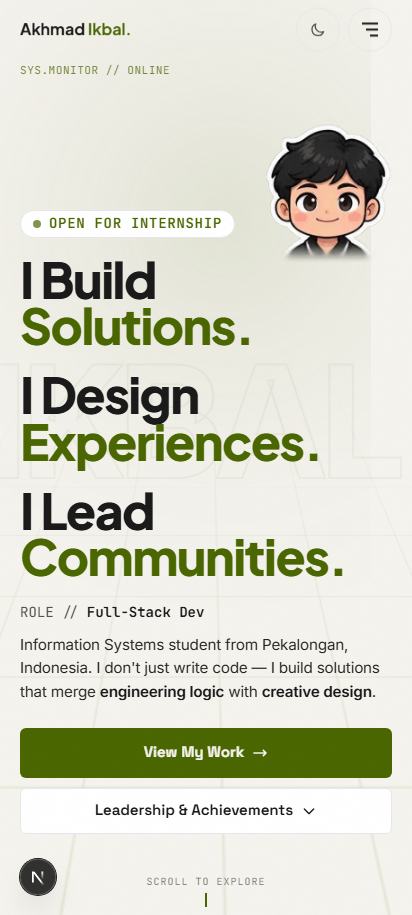 Akhmad Ikbal.
SYS.MONITOR // ONLINE
OPEN FOR INTERNSHIP
I Build
Solutions.
IKBAL
I Design
Experiences.
I Lead
Communities.
ROLE // Full-Stack Dev
Information Systems student from Pekalongan,
Indonesia. I don't just write code — I build solutions
that merge engineering logic with creative design.
View My Work →
Leadership & Achievements
N
SCROLL TO EXPLORE